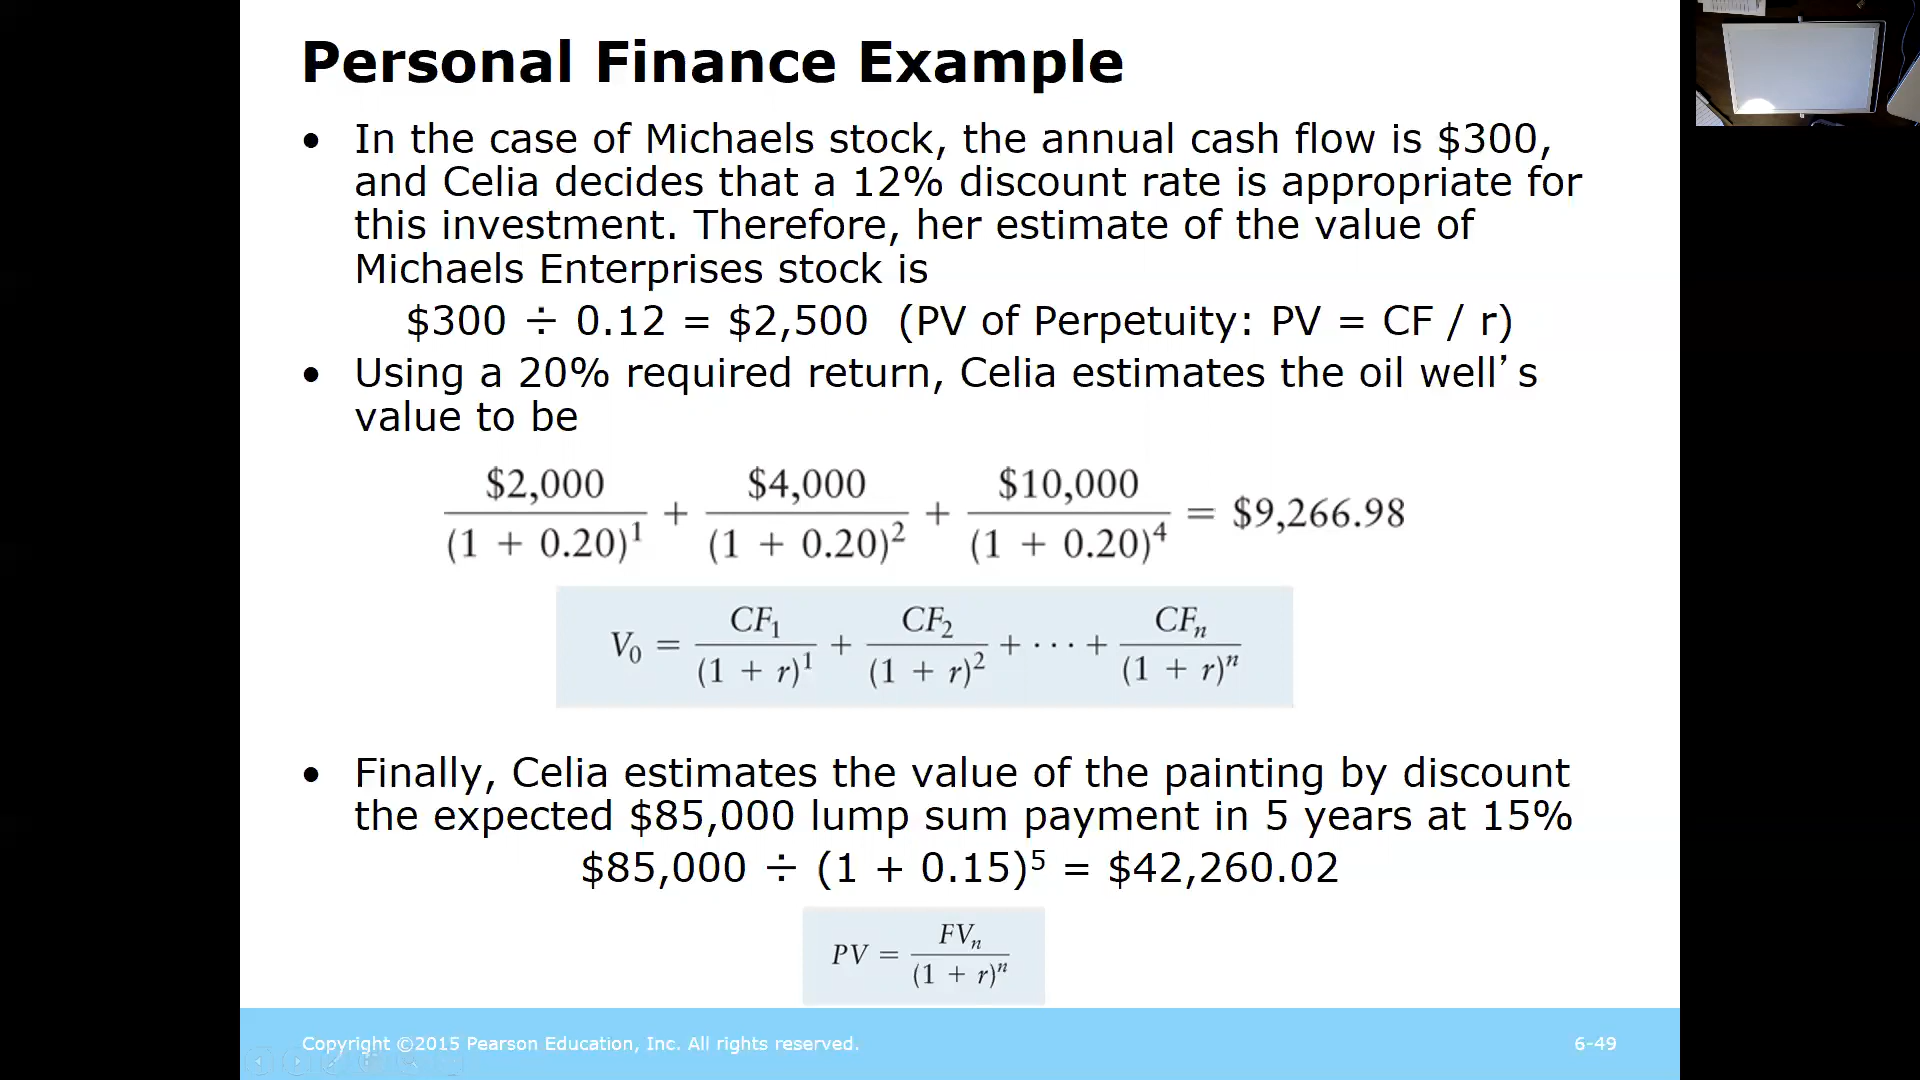 Personal Finance Example
• In the case of Michaels stock, the annual cash flow is $300,
and Celia decides that a 12% discount rate is appropriate for
this investment. Therefore, her estimate of the value of
Michaels Enterprises stock is
$300 ÷ 0.12 = $2,500 (PV of Perpetuity: PV = CF / r)
• Using a 20% required return, Celia estimates the oil well’s
value to be
$2,000/(1 + 0.20)¹ + $4,000/(1 + 0.20)² + $10,000/(1 + 0.20)⁴ = $9,266.98
V₀ = CF₁/(1 + r)¹ + CF₂/(1 + r)² + · · · + CFₙ/(1 + r)ⁿ
• Finally, Celia estimates the value of the painting by discount
the expected $85,000 lump sum payment in 5 years at 15%
$85,000 ÷ (1 + 0.15)⁵ = $42,260.02
PV = FVₙ/(1 + r)ⁿ
Copyright ©2015 Pearson Education, Inc. All rights reserved.
6-49